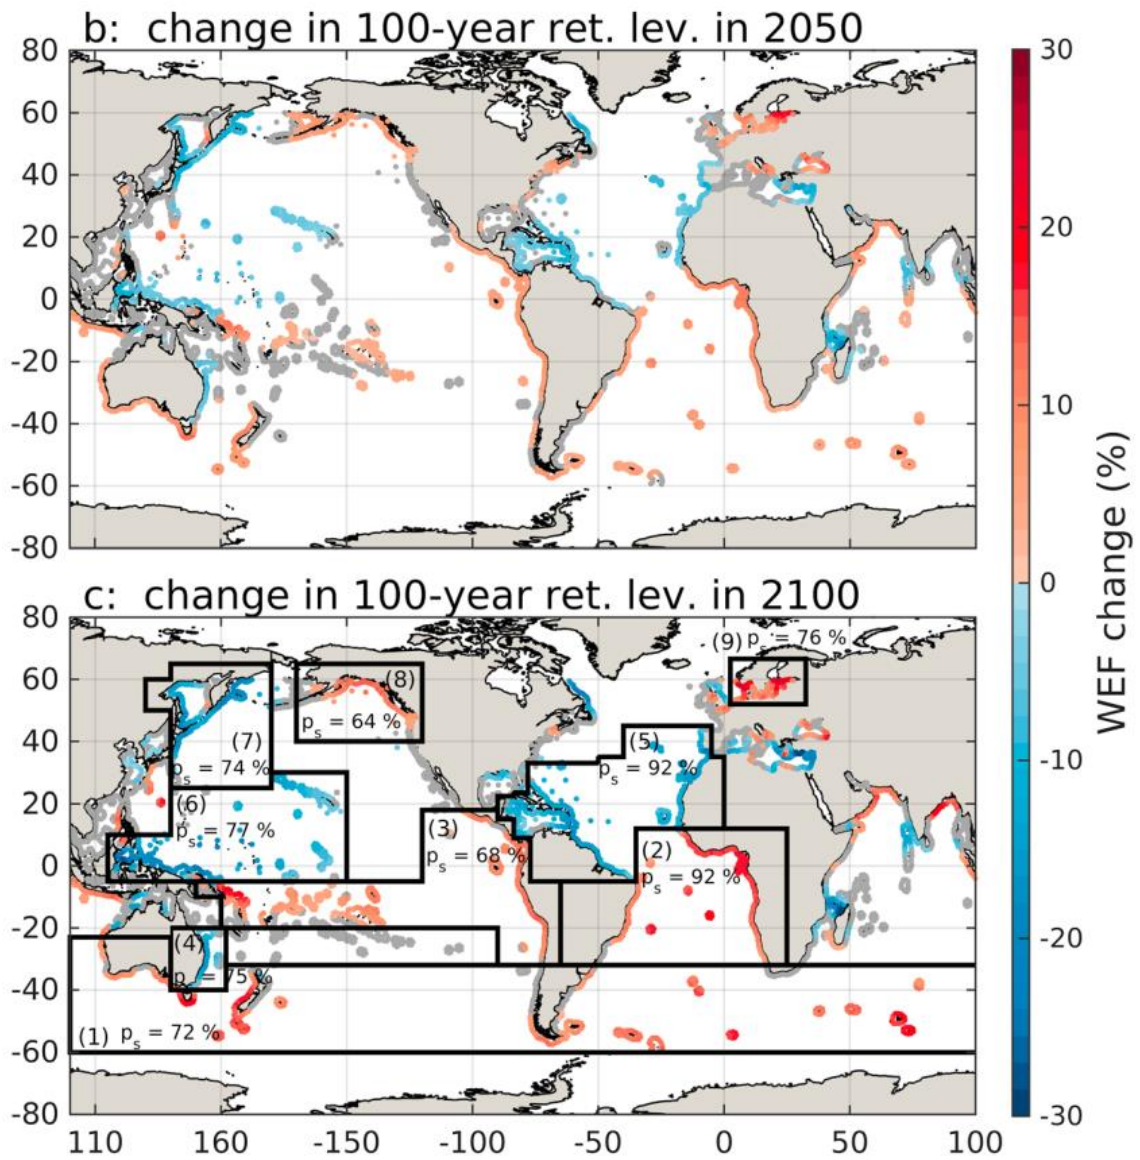 b: change in 100-year ret. lev. in 2050
80
60
40
20
0
-20
-40
-60
-80
c: change in 100-year ret. lev. in 2100
80
60
40
20
0
-20
-40
-60
-80
(9) p = 76 %
(8)
p_s = 64 %
(7)
p_s = 74 %
(5)
p_s = 92 %
(6)
p_s = 77 %
(3)
p_s = 68 %
(2)
p_s = 92 %
(4)
p = 75 %
(1) p_s = 72 %
110 160 -150 -100 -50 0 50 100
30
20
10
0
-10
-20
-30
WEF change (%)